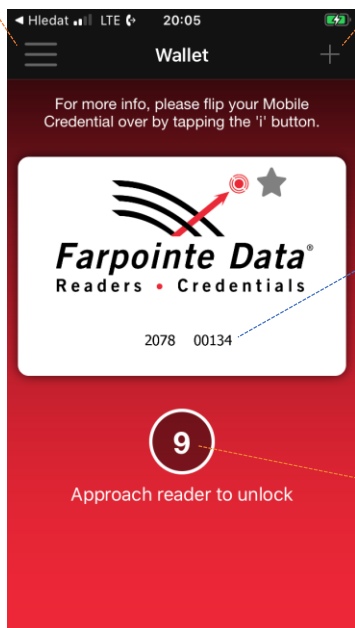 Hledat LTE 20:05
Wallet
For more info, please flip your Mobile
Credential over by tapping the 'i' button.
Farpointe Data®
Readers • Credentials
2078 00134
9
Approach reader to unlock